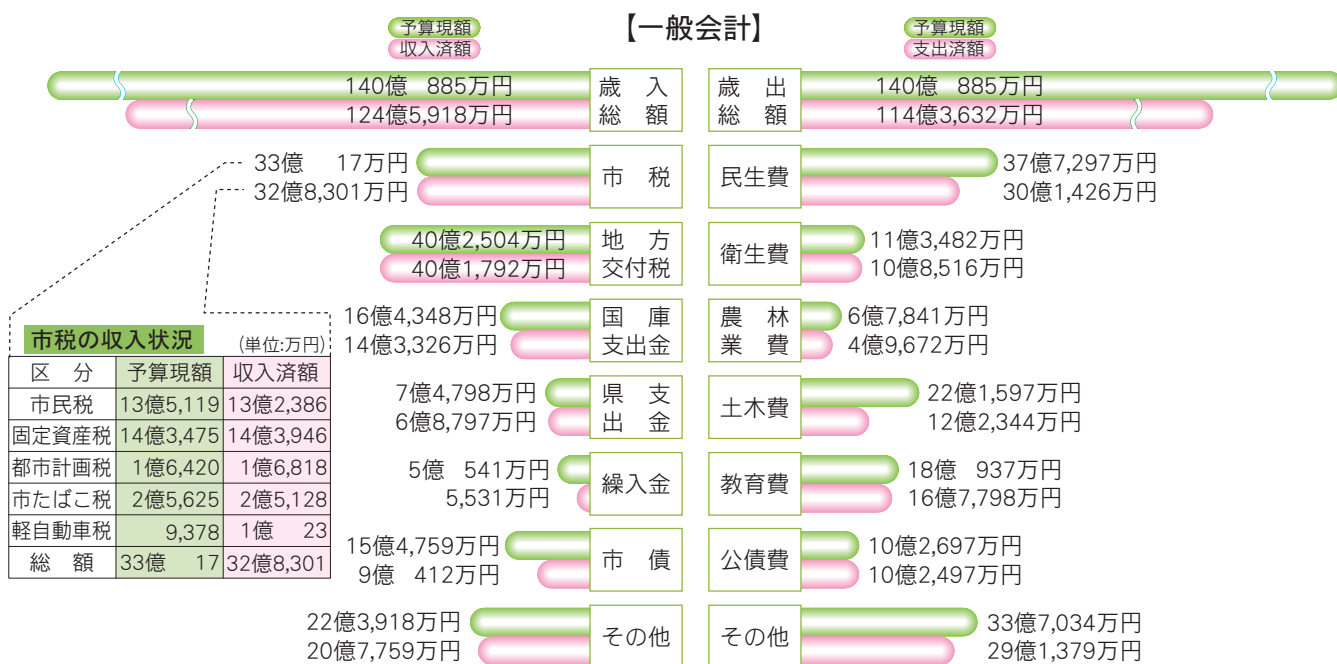 【一般会計】
予算現額
収入済額
予算現額
支出済額
140億 885万円
124億5,918万円
歳入
総額
歳出
総額
140億 885万円
114億3,632万円
33億 17万円
32億8,301万円
市税
民生費
37億7,297万円
30億1,426万円
40億2,504万円
40億1,792万円
地方
交付税
衛生費
11億3,482万円
10億8,516万円
16億4,348万円
14億3,326万円
国庫
支出金
農林
業費
6億7,841万円
4億9,672万円
7億4,798万円
6億8,797万円
県支
出金
土木費
22億1,597万円
12億2,344万円
5億 541万円
5,531万円
繰入金
教育費
18億 937万円
16億7,798万円
15億4,759万円
9億 412万円
市債
公債費
10億2,697万円
10億2,497万円
22億3,918万円
20億7,759万円
その他
その他
33億7,034万円
29億1,379万円
市税の収入状況 (単位:万円)
区分 予算現額 収入済額
市民税 13億5,119 13億2,386
固定資産税 14億3,475 14億3,946
都市計画税 1億6,420 1億6,818
市たばこ税 2億5,625 2億5,128
軽自動車税 9,378 1億 23
総額 33億 17 32億8,301